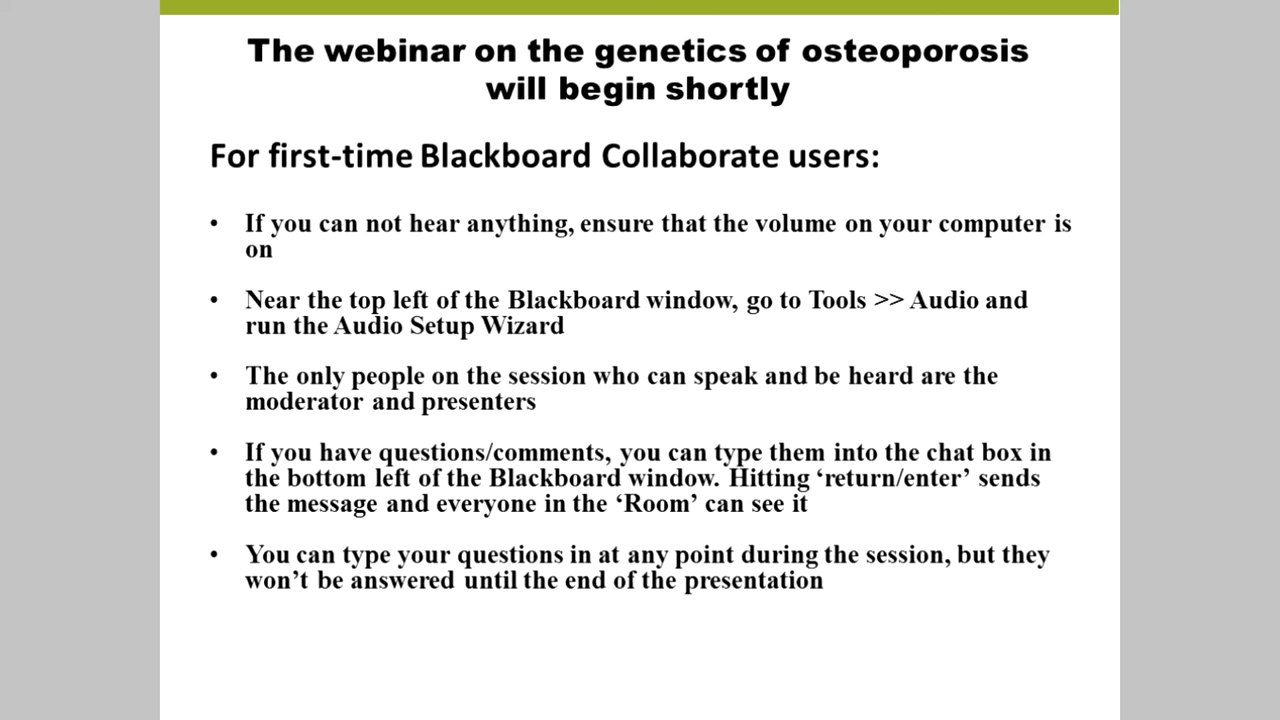 The webinar on the genetics of osteoporosis
will begin shortly
For first-time Blackboard Collaborate users:
• If you can not hear anything, ensure that the volume on your computer is
on
• Near the top left of the Blackboard window, go to Tools >> Audio and
run the Audio Setup Wizard
• The only people on the session who can speak and be heard are the
moderator and presenters
• If you have questions/comments, you can type them into the chat box in
the bottom left of the Blackboard window. Hitting ‘return/enter’ sends
the message and everyone in the ‘Room’ can see it
• You can type your questions in at any point during the session, but they
won’t be answered until the end of the presentation